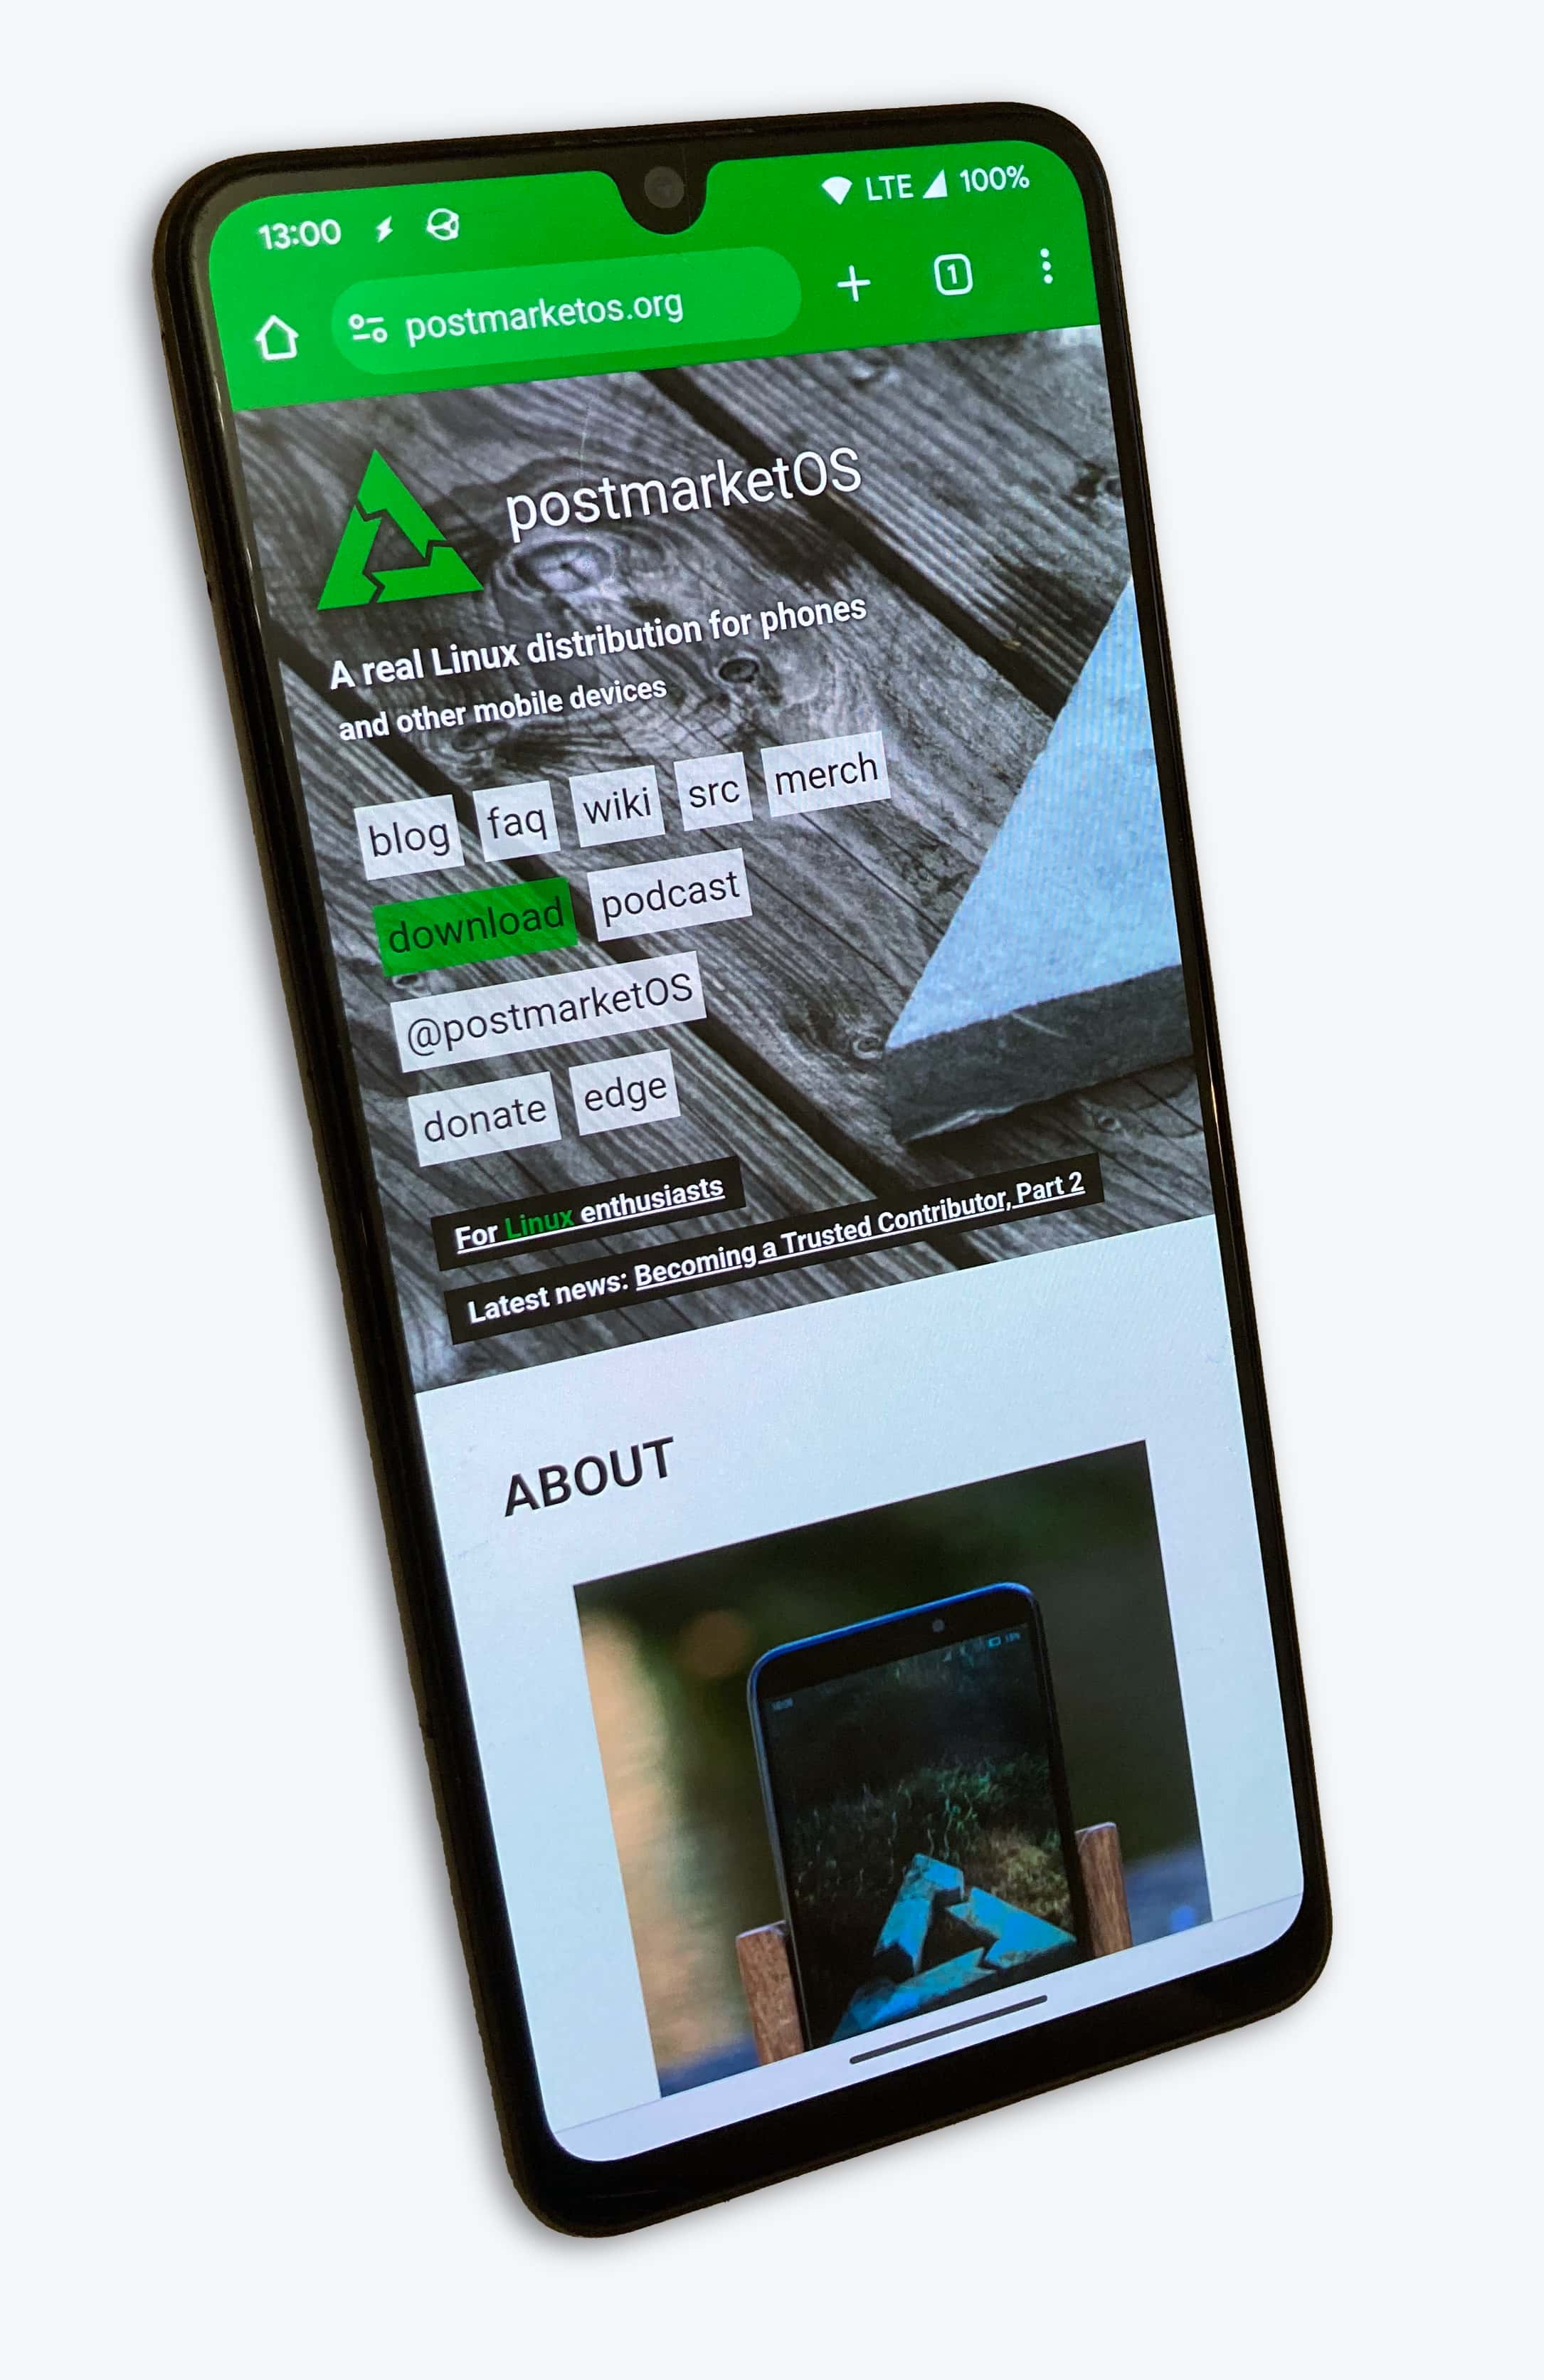 13:00 LTE 100%
postmarketos.org 1
postmarketOS
A real Linux distribution for phones
and other mobile devices
blog faq wiki src merch
download podcast
@postmarketOS
donate edge
For Linux enthusiasts
Latest news: Becoming a Trusted Contributor, Part 2
ABOUT